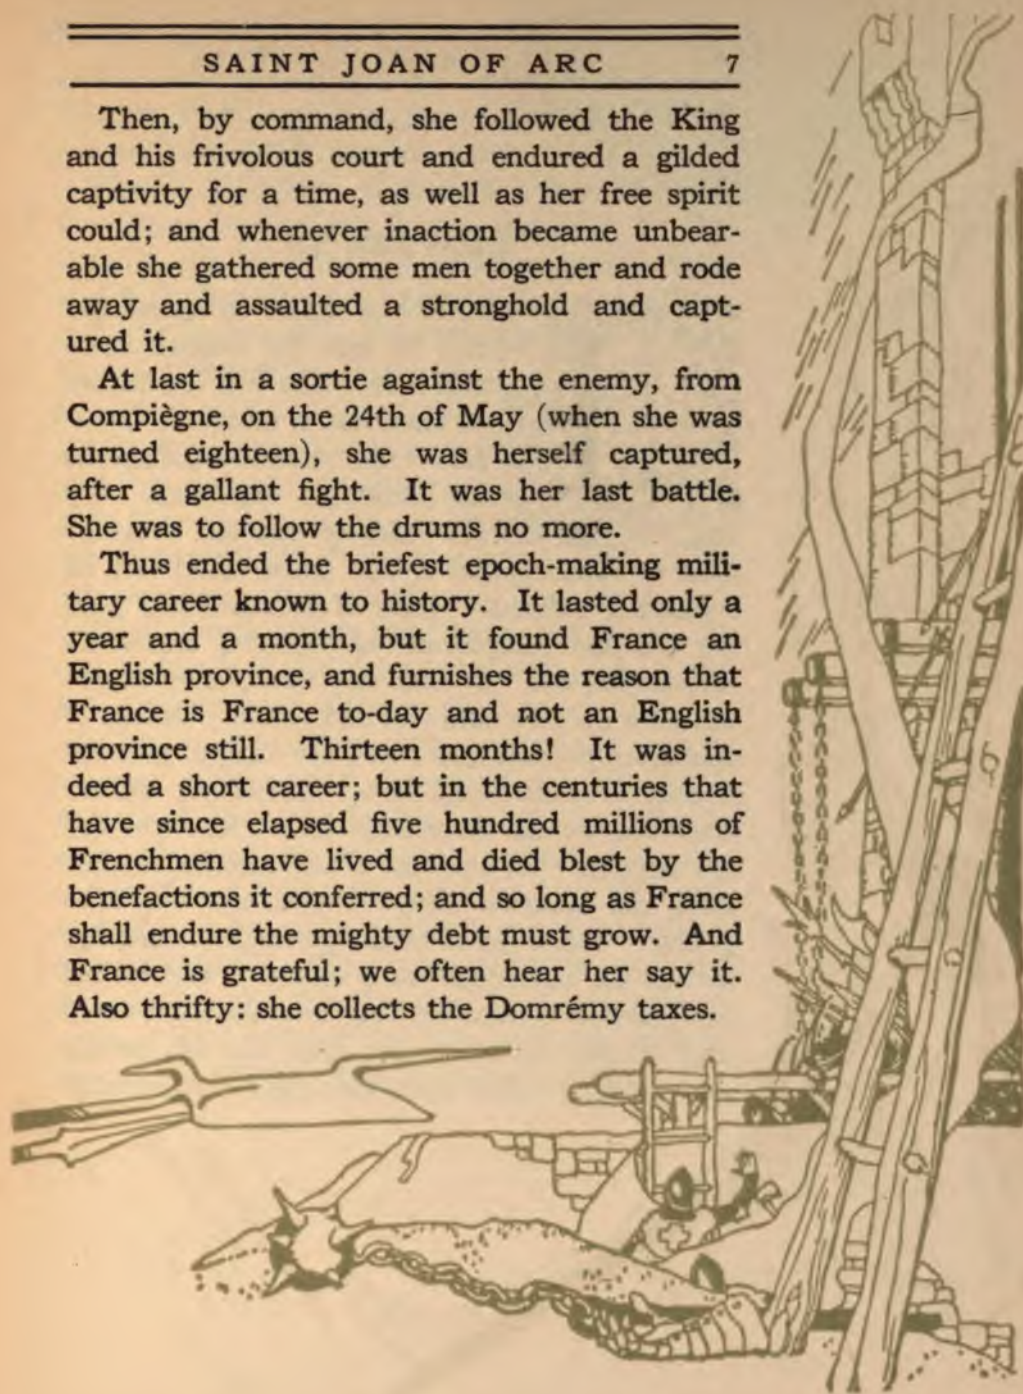 SAINT JOAN OF ARC 7
Then, by command, she followed the King
and his frivolous court and endured a gilded
captivity for a time, as well as her free spirit
could; and whenever inaction became unbear-
able she gathered some men together and rode
away and assaulted a stronghold and capt-
ured it.
At last in a sortie against the enemy, from
Compiègne, on the 24th of May (when she was
turned eighteen), she was herself captured,
after a gallant fight. It was her last battle.
She was to follow the drums no more.
Thus ended the briefest epoch-making mili-
tary career known to history. It lasted only a
year and a month, but it found France an
English province, and furnishes the reason that
France is France to-day and not an English
province still. Thirteen months! It was in-
deed a short career; but in the centuries that
have since elapsed five hundred millions of
Frenchmen have lived and died blest by the
benefactions it conferred; and so long as France
shall endure the mighty debt must grow. And
France is grateful; we often hear her say it.
Also thrifty: she collects the Domrémy taxes.